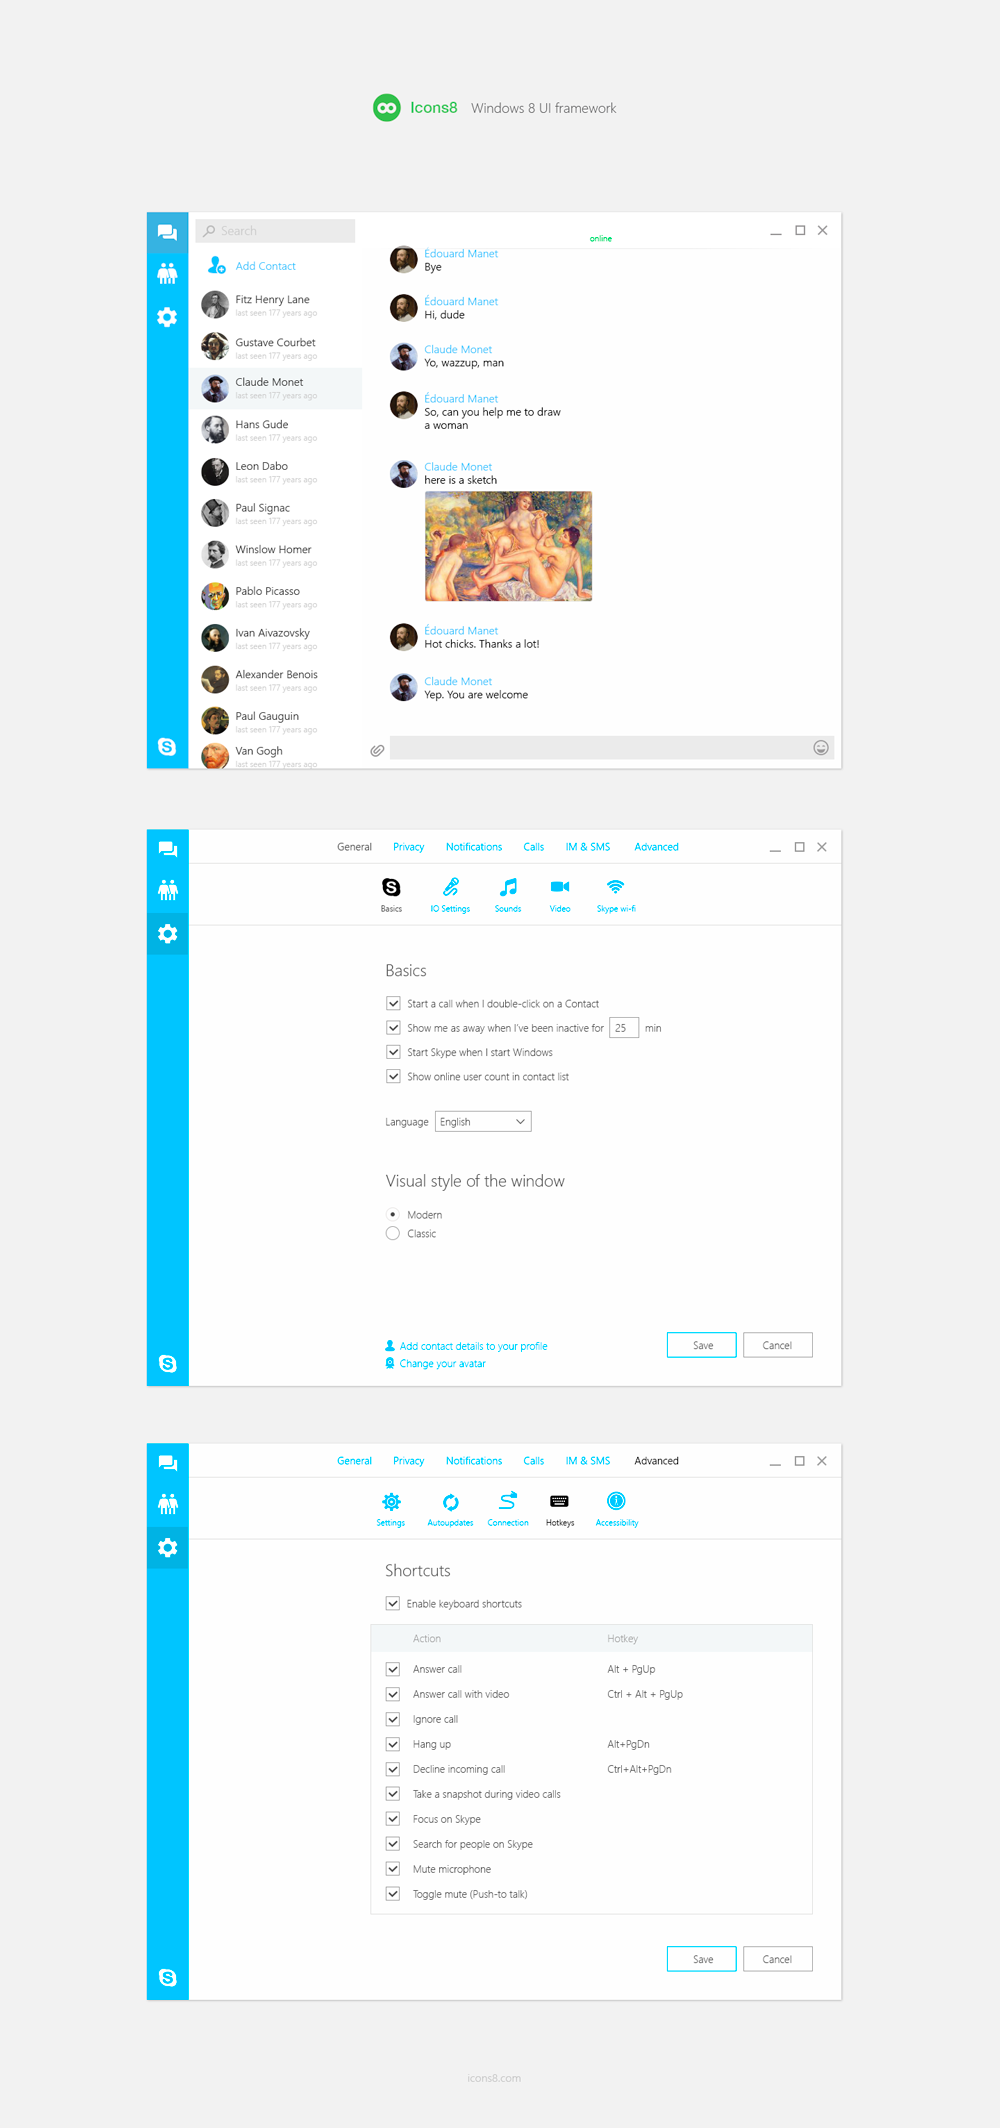 Icons8 Windows 8 UI framework
Search
online
Add Contact
Fitz Henry Lane
last seen 177 years ago
Gustave Courbet
last seen 177 years ago
Claude Monet
last seen 177 years ago
Hans Gude
last seen 177 years ago
Leon Dabo
last seen 177 years ago
Paul Signac
last seen 177 years ago
Winslow Homer
last seen 177 years ago
Pablo Picasso
last seen 177 years ago
Ivan Aivazovsky
last seen 177 years ago
Alexander Benois
last seen 177 years ago
Paul Gauguin
last seen 177 years ago
Van Gogh
last seen 177 years ago
Édouard Manet
Bye
Édouard Manet
Hi, dude
Claude Monet
Yo, wazzup, man
Édouard Manet
So, can you help me to draw
a woman
Claude Monet
here is a sketch
Édouard Manet
Hot chicks. Thanks a lot!
Claude Monet
Yep. You are welcome
General Privacy Notifications Calls IM & SMS Advanced
Basics IO Settings Sounds Video Skype wi-fi
Basics
Start a call when I double-click on a Contact
Show me as away when I've been inactive for 25 min
Start Skype when I start Windows
Show online user count in contact list
Language English
Visual style of the window
Modern
Classic
Add contact details to your profile
Change your avatar
Save Cancel
General Privacy Notifications Calls IM & SMS Advanced
Settings Autoupdates Connection Hotkeys Accessibility
Shortcuts
Enable keyboard shortcuts
Action Hotkey
Answer call Alt + PgUp
Answer call with video Ctrl + Alt + PgUp
Ignore call
Hang up Alt+PgDn
Decline incoming call Ctrl+Alt+PgDn
Take a snapshot during video calls
Focus on Skype
Search for people on Skype
Mute microphone
Toggle mute (Push-to talk)
Save Cancel
icons8.com